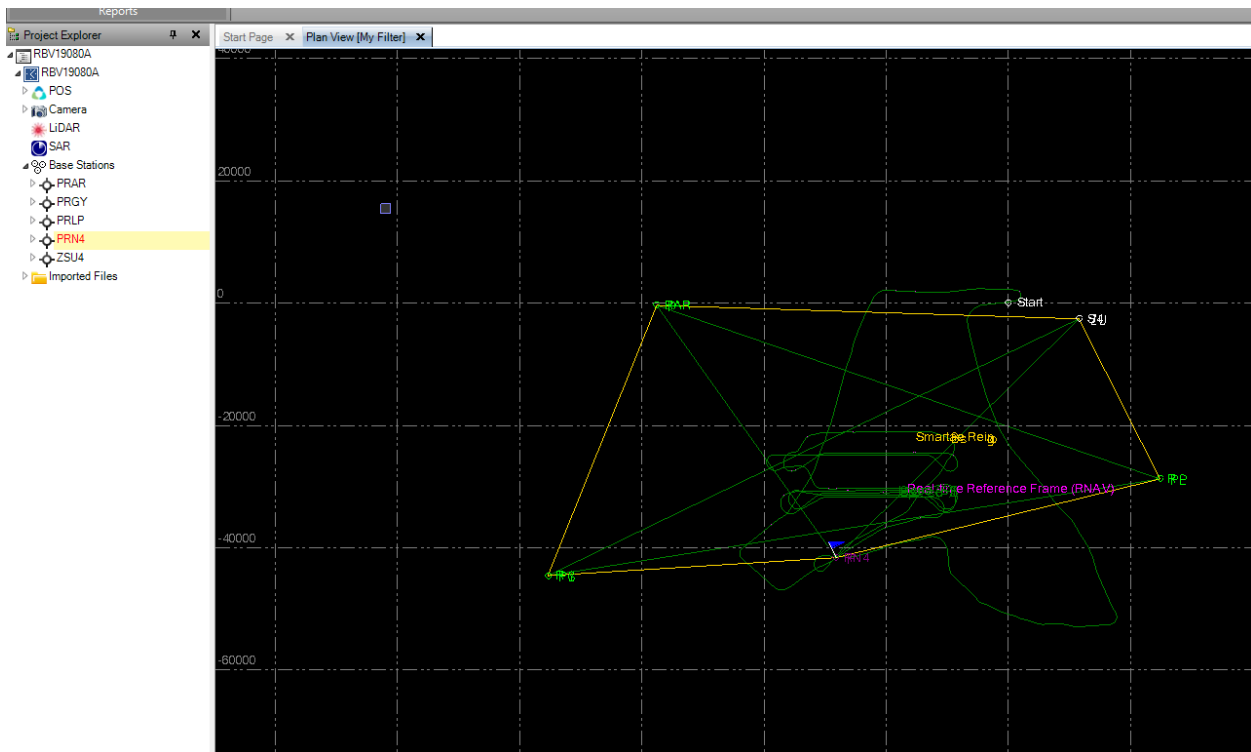 Reports
Project Explorer
Start Page
Plan View [My Filter]
RBV19080A
RBV19080A
POS
Camera
LiDAR
SAR
Base Stations
PRAR
PRGY
PRLP
PRN4
ZSU4
Imported Files
40000
20000
0
Start
-20000
Real-time Reference Frame (RNAV)
-40000
-60000